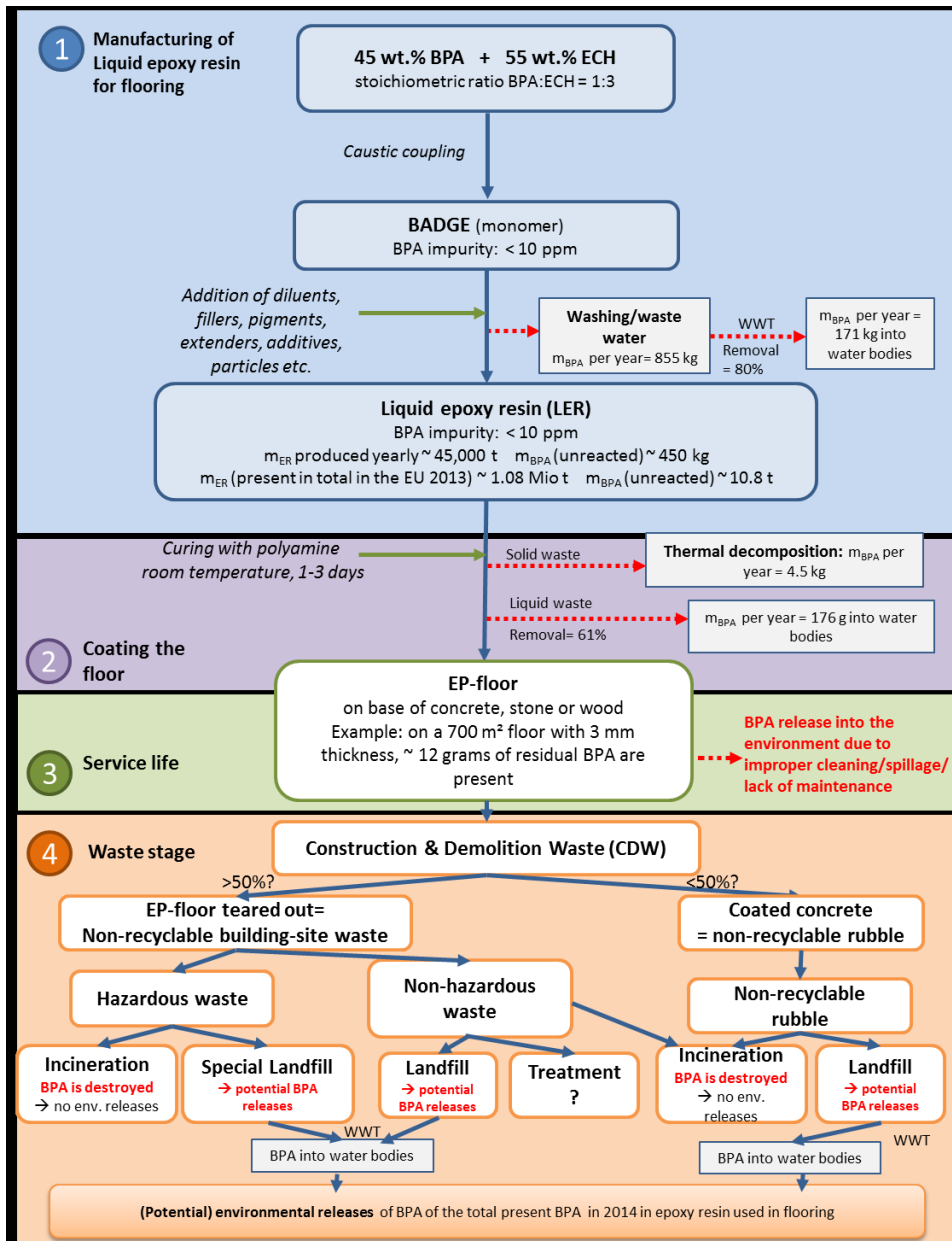 1
Manufacturing of
Liquid epoxy resin
for flooring
45 wt.% BPA + 55 wt.% ECH
stoichiometric ratio BPA:ECH = 1:3
Caustic coupling
BADGE (monomer)
BPA impurity: < 10 ppm
Addition of diluents,
fillers, pigments,
extenders, additives,
particles etc.
Washing/waste
water
mBPA per year= 855 kg
WWT
Removal
= 80%
mBPA per year =
171 kg into
water bodies
Liquid epoxy resin (LER)
BPA impurity: < 10 ppm
mER produced yearly ~ 45,000 t mBPA (unreacted) ~ 450 kg
mER (present in total in the EU 2013) ~ 1.08 Mio t mBPA (unreacted) ~ 10.8 t
Curing with polyamine
room temperature, 1-3 days
Solid waste
Thermal decomposition: mBPA per
year = 4.5 kg
Liquid waste
Removal= 61%
mBPA per year = 176 g into water
bodies
2
Coating the
floor
EP-floor
on base of concrete, stone or wood
Example: on a 700 m² floor with 3 mm
thickness, ~ 12 grams of residual BPA are
present
3
Service life
BPA release into the
environment due to
improper cleaning/spillage/
lack of maintenance
4
Waste stage
Construction & Demolition Waste (CDW)
>50%?
<50%?
EP-floor teared out=
Non-recyclable building-site waste
Coated concrete
= non-recyclable rubble
Hazardous waste
Non-hazardous
waste
Non-recyclable
rubble
Incineration
BPA is destroyed
→ no env. releases
Special Landfill
→ potential BPA
releases
Landfill
→ potential
BPA releases
Treatment
?
Incineration
BPA is destroyed
→ no env.
releases
Landfill
→ potential
BPA releases
WWT
BPA into water bodies
WWT
BPA into water bodies
(Potential) environmental releases of BPA of the total present BPA in 2014 in epoxy resin used in flooring